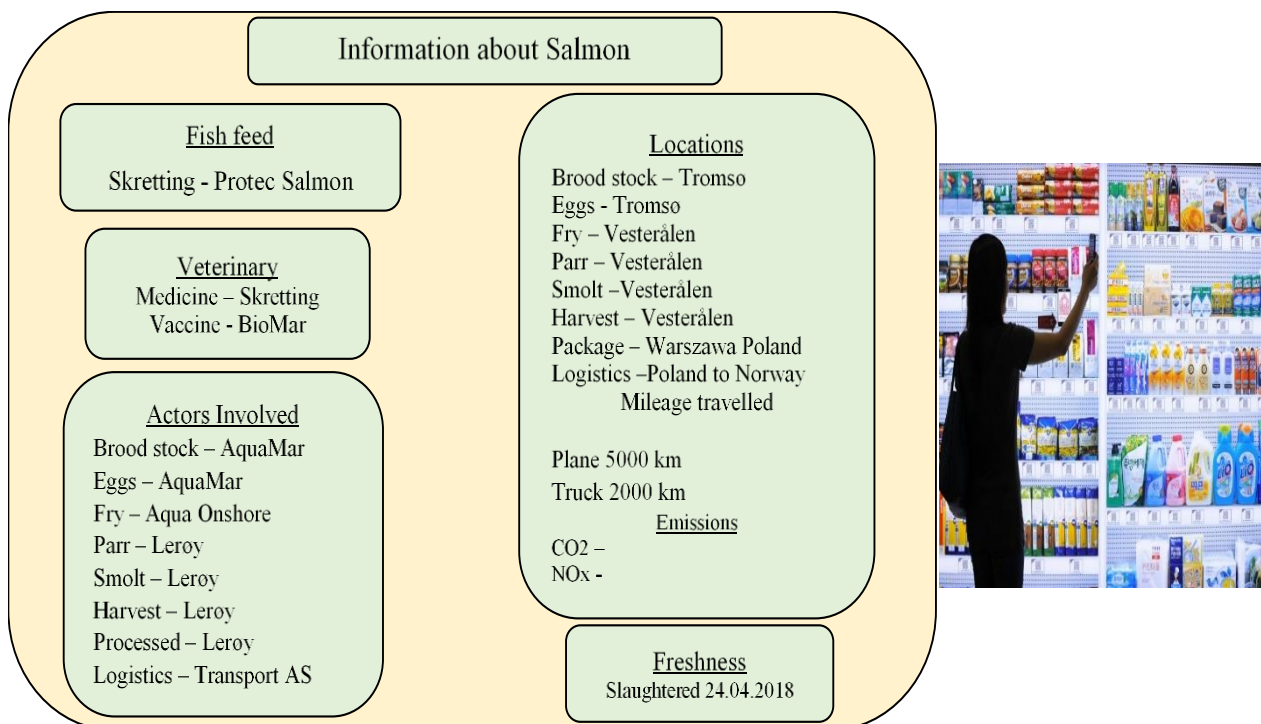 Information about Salmon
Fish feed
Skretting - Protec Salmon
Veterinary
Medicine – Skretting
Vaccine - BioMar
Actors Involved
Brood stock – AquaMar
Eggs – AquaMar
Fry – Aqua Onshore
Parr – Leroy
Smolt – Leroy
Harvest – Leroy
Processed – Leroy
Logistics – Transport AS
Locations
Brood stock – Tromsø
Eggs - Tromsø
Fry – Vesterålen
Parr – Vesterålen
Smolt –Vesterålen
Harvest – Vesterålen
Package – Warszawa Poland
Logistics –Poland to Norway
Mileage travelled
Plane 5000 km
Truck 2000 km
Emissions
CO2 –
NOx -
Freshness
Slaughtered 24.04.2018